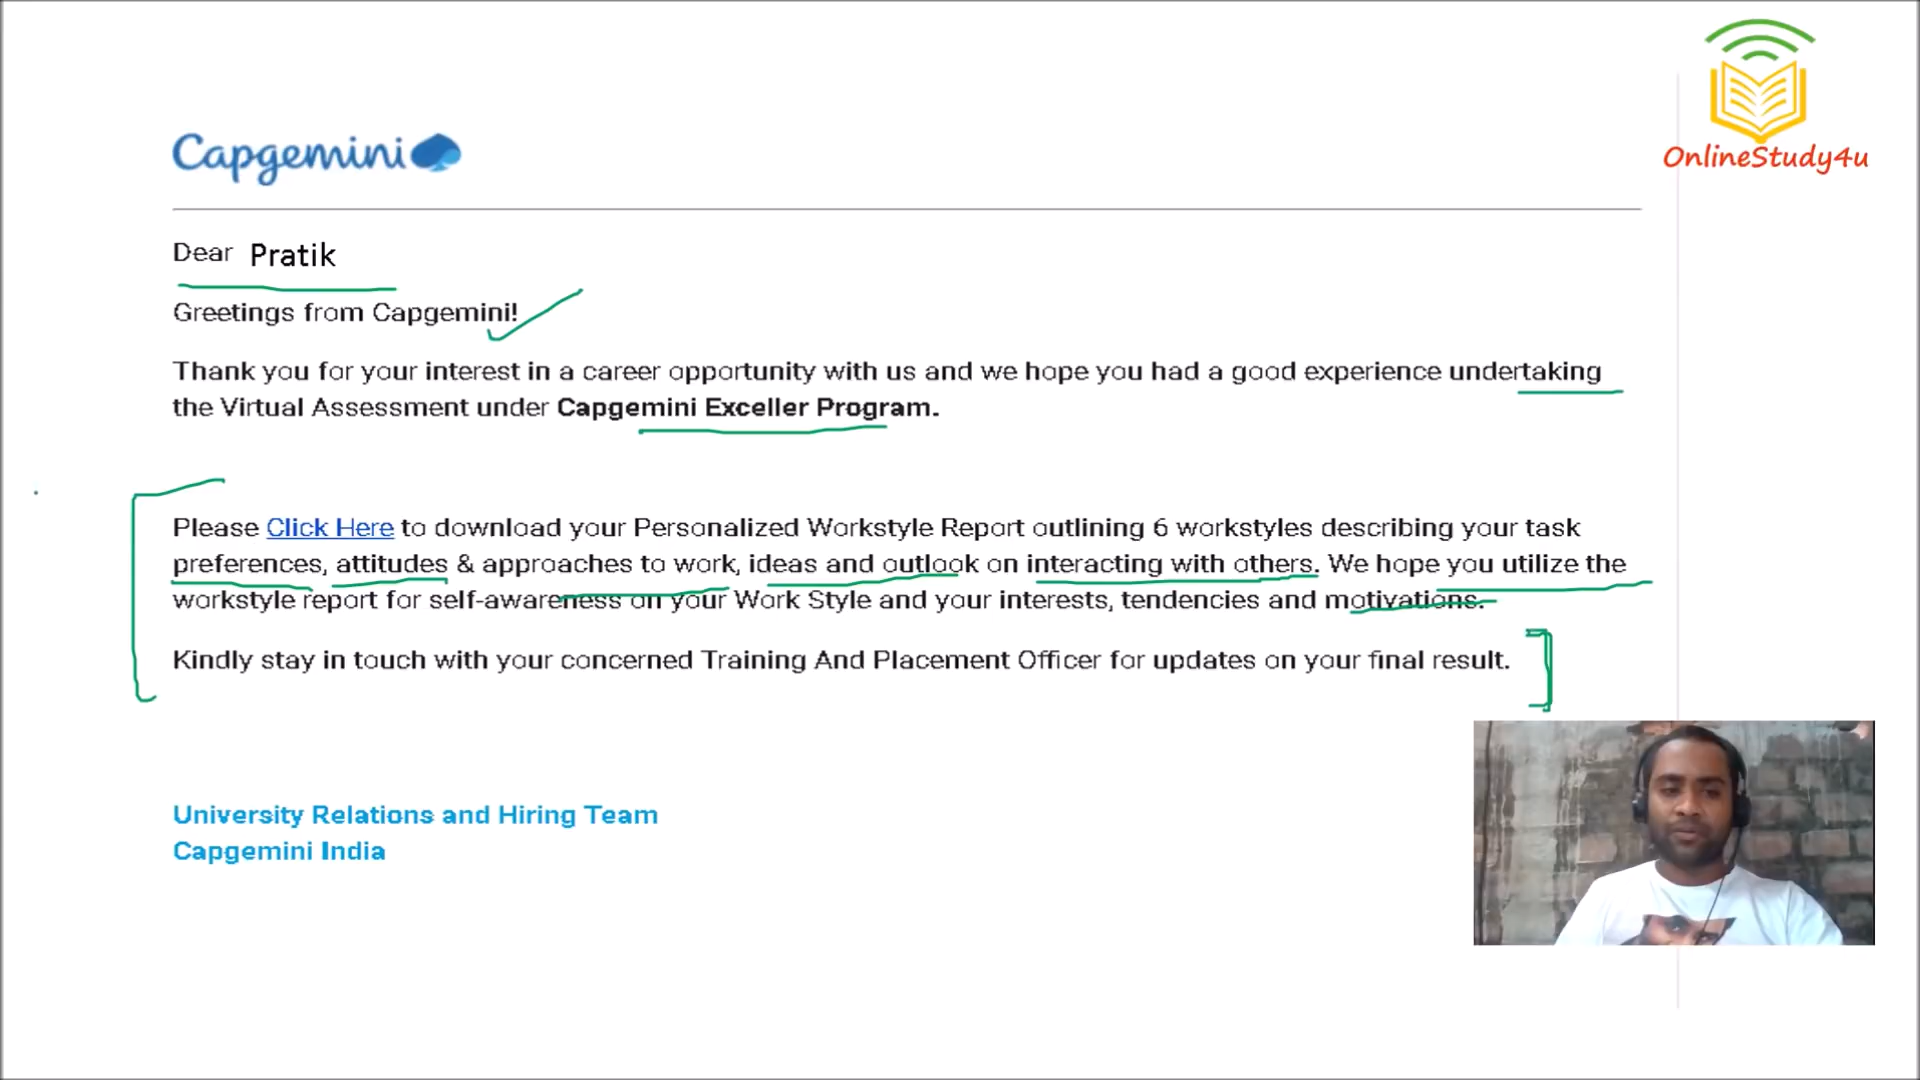 OnlineStudy4u
Capgemini
Dear Pratik
Greetings from Capgemini!
Thank you for your interest in a career opportunity with us and we hope you had a good experience undertaking
the Virtual Assessment under Capgemini Exceller Program.
Please Click Here to download your Personalized Workstyle Report outlining 6 workstyles describing your task
preferences, attitudes & approaches to work, ideas and outlook on interacting with others. We hope you utilize the
workstyle report for self-awareness on your Work Style and your interests, tendencies and motivations.
Kindly stay in touch with your concerned Training And Placement Officer for updates on your final result.
University Relations and Hiring Team
Capgemini India